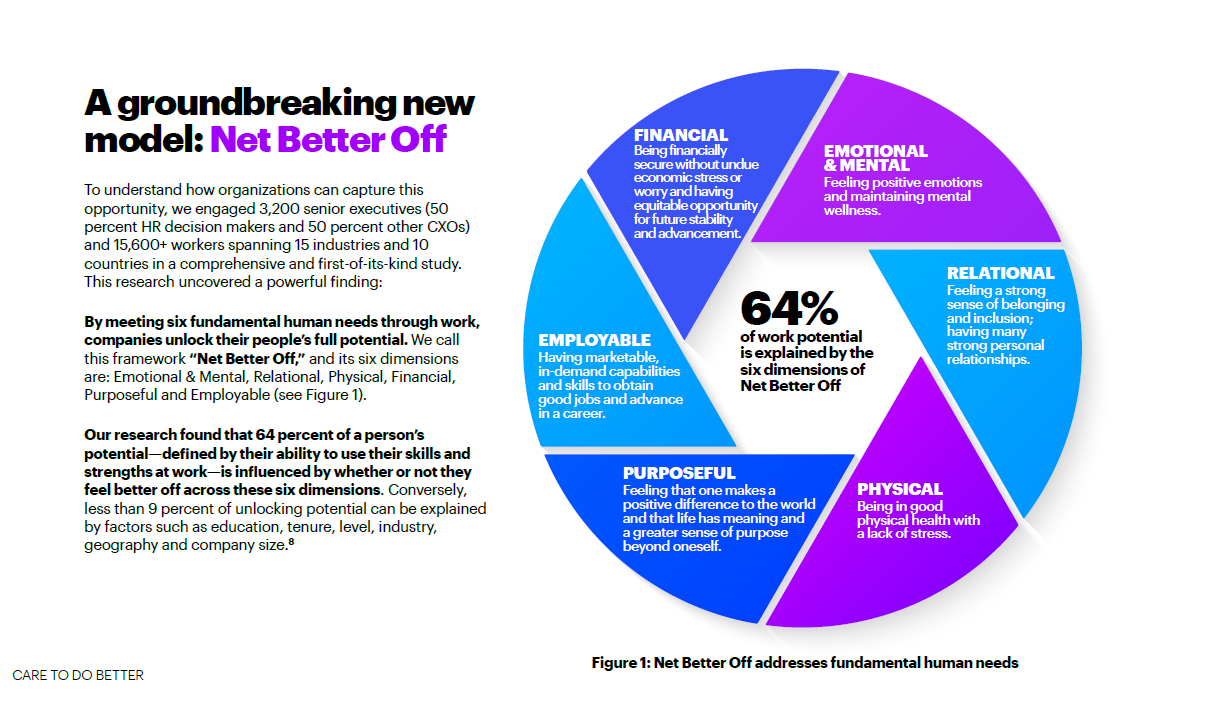 A groundbreaking new
model: Net Better Off
To understand how organizations can capture this
opportunity, we engaged 3,200 senior executives (50
percent HR decision makers and 50 percent other CXOs)
and 15,600+ workers spanning 15 industries and 10
countries in a comprehensive and first-of-its-kind study.
This research uncovered a powerful finding:
By meeting six fundamental human needs through work,
companies unlock their people's full potential. We call
this framework “Net Better Off,” and its six dimensions
are: Emotional & Mental, Relational, Physical, Financial,
Purposeful and Employable (see Figure 1).
Our research found that 64 percent of a person's
potential—defined by their ability to use their skills and
strengths at work—is influenced by whether or not they
feel better off across these six dimensions. Conversely,
less than 9 percent of unlocking potential can be explained
by factors such as education, tenure, level, industry,
geography and company size.⁸
FINANCIAL
Being financially
secure without undue
economic stress or
worry and having
equitable opportunity
for future stability
and advancement.
EMOTIONAL
& MENTAL
Feeling positive emotions
and maintaining mental
wellness.
RELATIONAL
Feeling a strong
sense of belonging
and inclusion;
having many
strong personal
relationships.
64%
of work potential
is explained by the
six dimensions of
Net Better Off
EMPLOYABLE
Having marketable,
in-demand capabilities
and skills to obtain
good jobs and advance
in a career.
PURPOSEFUL
Feeling that one makes a
positive difference to the world
and that life has meaning and
a greater sense of purpose
beyond oneself.
PHYSICAL
Being in good
physical health with
a lack of stress.
Figure 1: Net Better Off addresses fundamental human needs
CARE TO DO BETTER